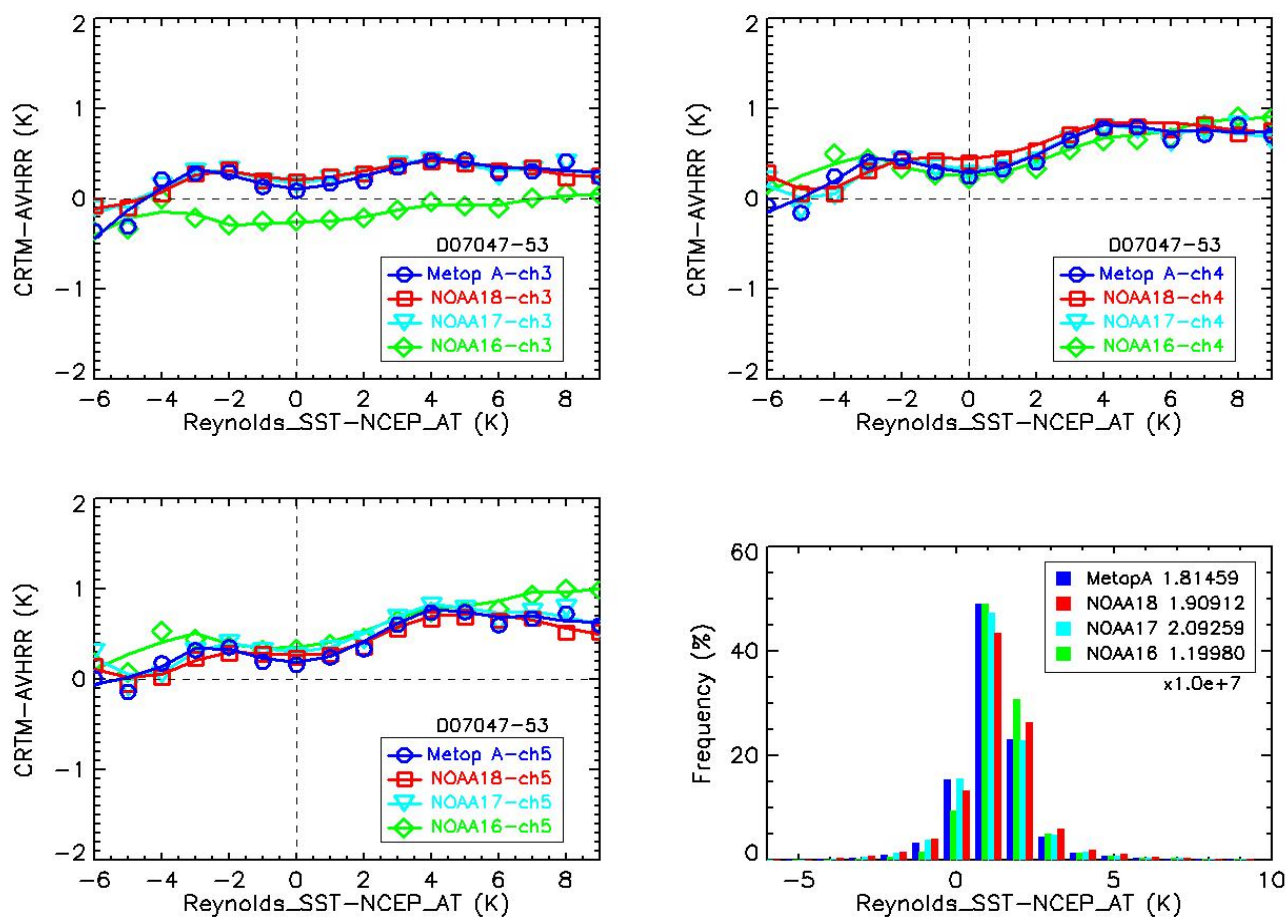 2
1
0
-1
-2
CRTM-AVHRR (K)
D07047-53
Metop A-ch3
NOAA18-ch3
NOAA17-ch3
NOAA16-ch3
-6 -4 -2 0 2 4 6 8
Reynolds_SST-NCEP_AT (K)
2
1
0
-1
-2
CRTM-AVHRR (K)
D07047-53
Metop A-ch4
NOAA18-ch4
NOAA17-ch4
NOAA16-ch4
-6 -4 -2 0 2 4 6 8
Reynolds_SST-NCEP_AT (K)
2
1
0
-1
-2
CRTM-AVHRR (K)
D07047-53
Metop A-ch5
NOAA18-ch5
NOAA17-ch5
NOAA16-ch5
-6 -4 -2 0 2 4 6 8
Reynolds_SST-NCEP_AT (K)
60
40
20
0
Frequency (%)
MetopA 1.81459
NOAA18 1.90912
NOAA17 2.09259
NOAA16 1.19980
x1.0e+7
-5 0 5 10
Reynolds_SST-NCEP_AT (K)